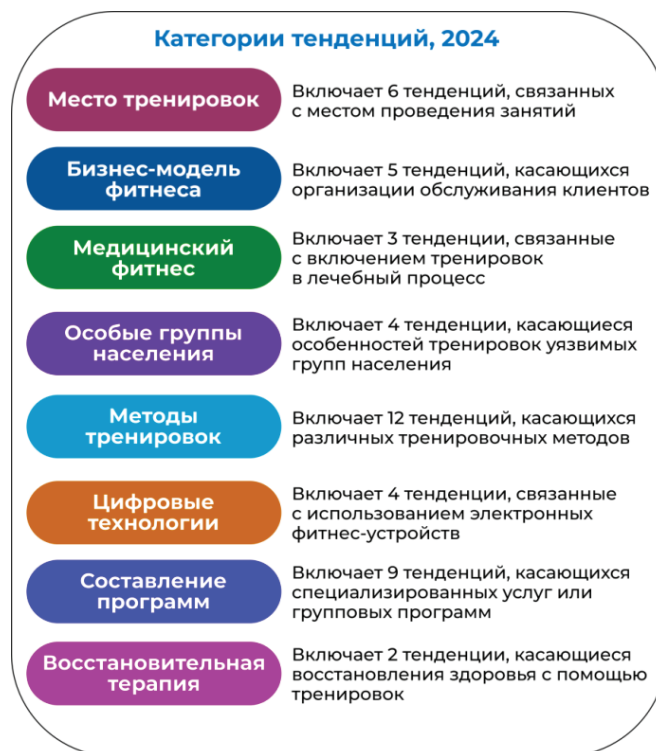 Категории тенденций, 2024
Место тренировок
Включает 6 тенденций, связанных
с местом проведения занятий
Бизнес-модель
фитнеса
Включает 5 тенденций, касающихся
организации обслуживания клиентов
Медицинский
фитнес
Включает 3 тенденции, связанные
с включением тренировок
в лечебный процесс
Особые группы
населения
Включает 4 тенденции, касающиеся
особенностей тренировок уязвимых
групп населения
Методы
тренировок
Включает 12 тенденций, касающихся
различных тренировочных методов
Цифровые
технологии
Включает 4 тенденции, связанные
с использованием электронных
фитнес-устройств
Составление
программ
Включает 9 тенденций, касающихся
специализированных услуг или
групповых программ
Восстановительная
терапия
Включает 2 тенденции, касающиеся
восстановления здоровья с помощью
тренировок